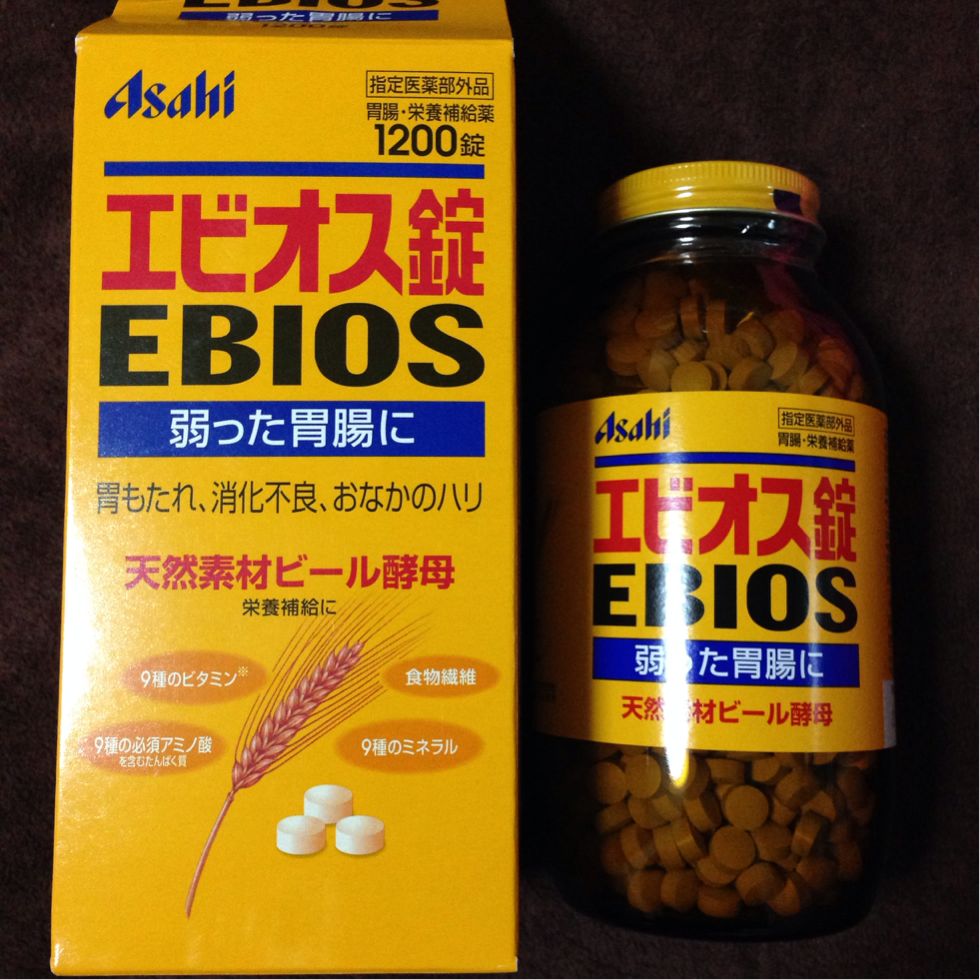 EBIOS
弱った胃腸に
1200錠
Asahi
指定医薬部外品
胃腸・栄養補給薬
1200錠
エビオス錠
EBIOS
弱った胃腸に
胃もたれ、消化不良、おなかのハリ
天然素材ビール酵母
栄養補給に
9種のビタミン※
食物繊維
9種の必須アミノ酸
を含むたんぱく質
9種のミネラル
Asahi
指定医薬部外品
胃腸・栄養補給薬
エビオス錠
EBIOS
弱った胃腸に
天然素材ビール酵母